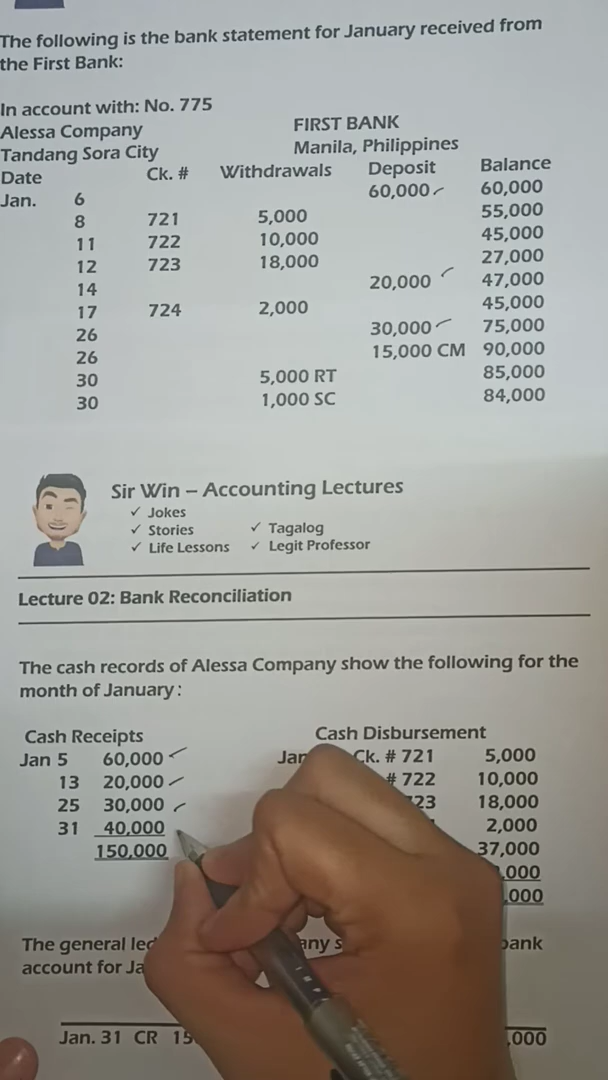 The following is the bank statement for January received from
the First Bank:
In account with: No. 775
Alessa Company FIRST BANK
Tandang Sora City Manila, Philippines
Date Ck. # Withdrawals Deposit Balance
Jan. 6 60,000 60,000
8 721 5,000 55,000
11 722 10,000 45,000
12 723 18,000 27,000
14 20,000 47,000
17 724 2,000 45,000
26 30,000 75,000
26 15,000 CM 90,000
30 5,000 RT 85,000
30 1,000 SC 84,000
Sir Win – Accounting Lectures
✓ Jokes
✓ Stories ✓ Tagalog
✓ Life Lessons ✓ Legit Professor
Lecture 02: Bank Reconciliation
The cash records of Alessa Company show the following for the
month of January:
Cash Receipts Cash Disbursement
Jan 5 60,000 Ck. # 721 5,000
13 20,000 # 722 10,000
25 30,000 18,000
31 40,000 2,000
150,000 37,000
The general
account for
Jan. 31 CR